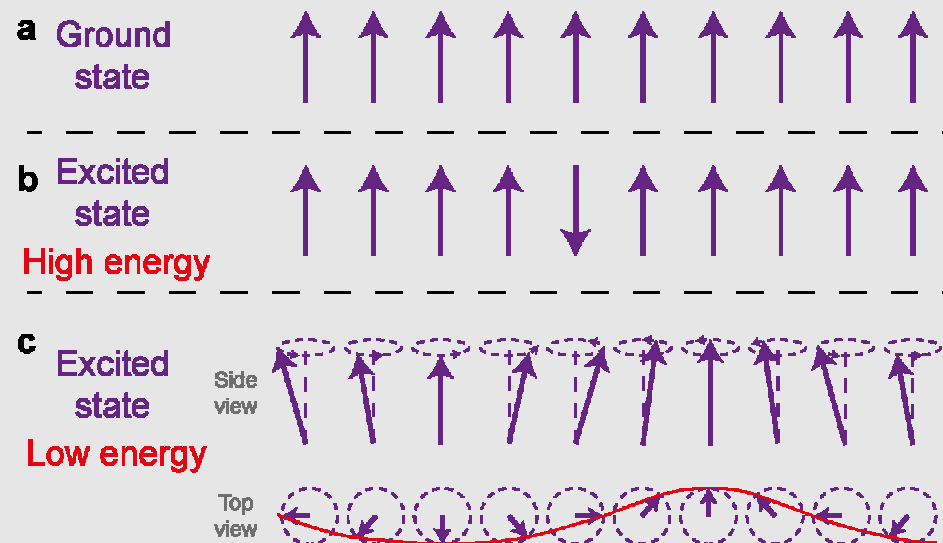 a Ground
state
b Excited
state
High energy
c
Excited
state
Low energy
Side
view
Top
view